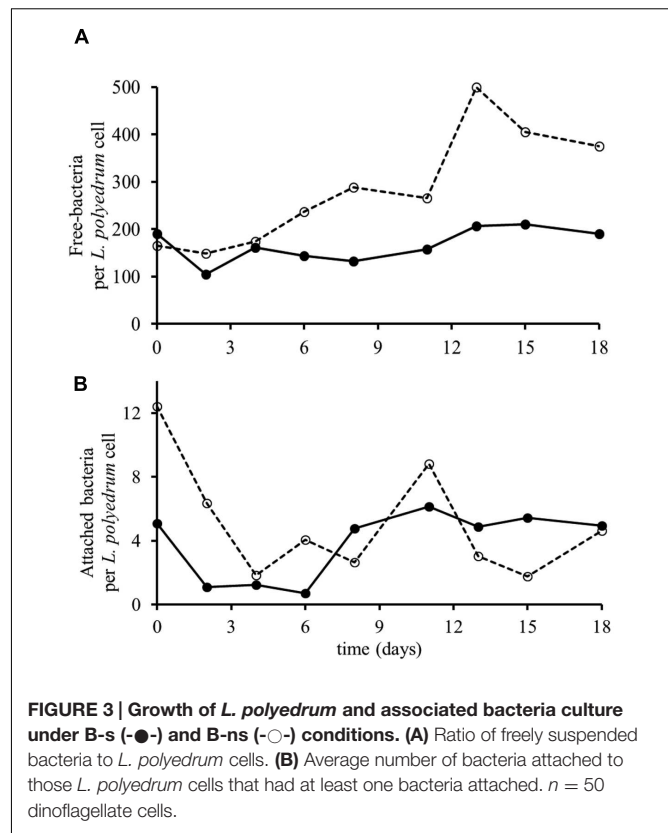 A
500
400
300
200
100
0
Free-bacteria
per L. polyedrum cell
0 3 6 9 12 13 15 18
B
12
8
4
0
Attached bacteria
per L. polyedrum cell
0 3 6 9 12 13 15 18
time (days)
FIGURE 3 | Growth of L. polyedrum and associated bacteria culture
under B-s (-●-) and B-ns (-○-) conditions. (A) Ratio of freely suspended
bacteria to L. polyedrum cells. (B) Average number of bacteria attached to
those L. polyedrum cells that had at least one bacteria attached. n = 50
dinoflagellate cells.